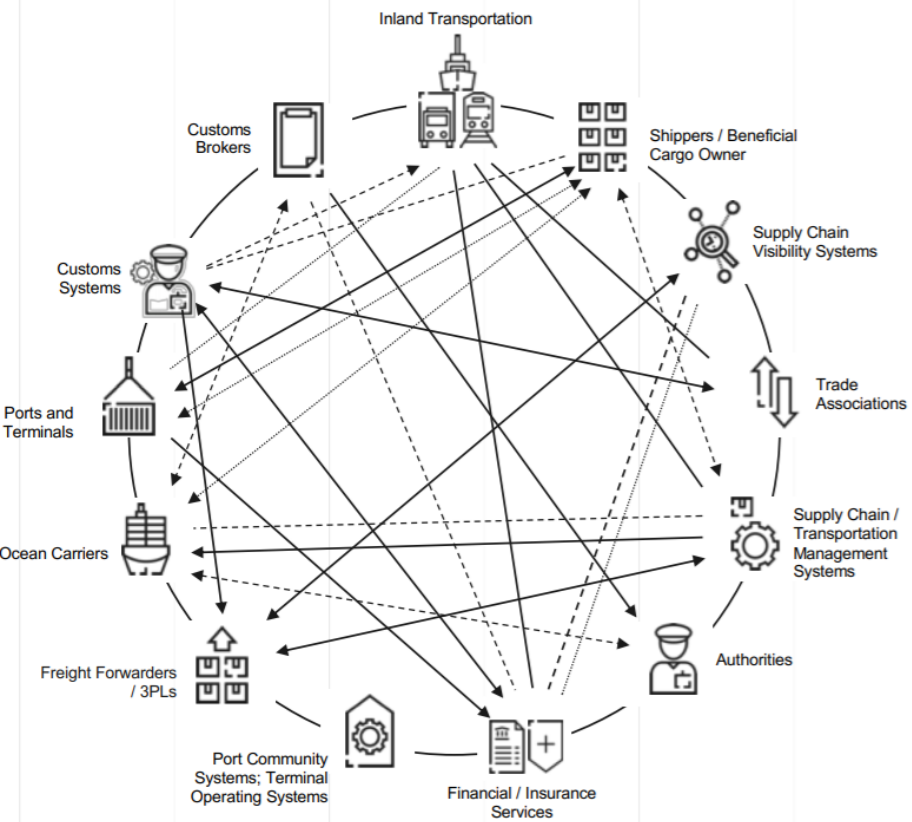 Inland Transportation
Customs
Brokers
Shippers / Beneficial
Cargo Owner
Supply Chain
Visibility Systems
Customs
Systems
Trade
Associations
Ports and
Terminals
Supply Chain /
Transportation
Management
Systems
Ocean Carriers
Authorities
Freight Forwarders
/ 3PLs
Port Community
Systems; Terminal
Operating Systems
Financial / Insurance
Services